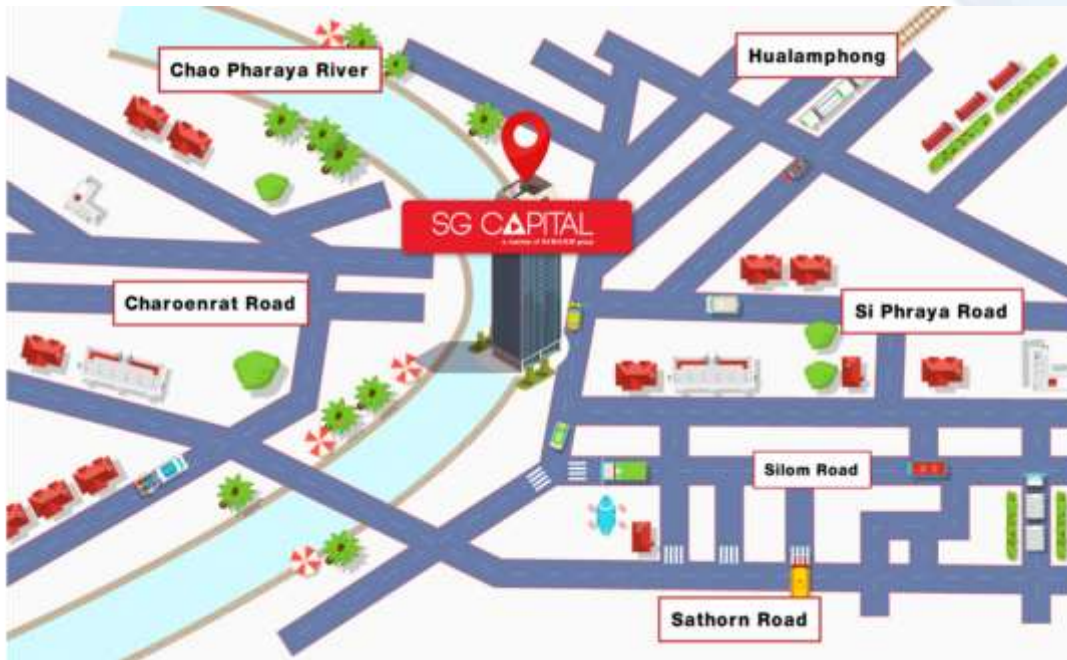 Hualamphong
Chao Pharaya River
SG CAPITAL
Charoenrat Road
Si Phraya Road
Silom Road
Sathorn Road